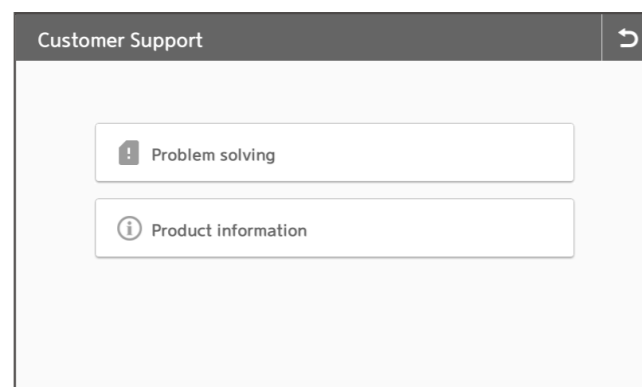 Customer Support
Problem solving
Product information